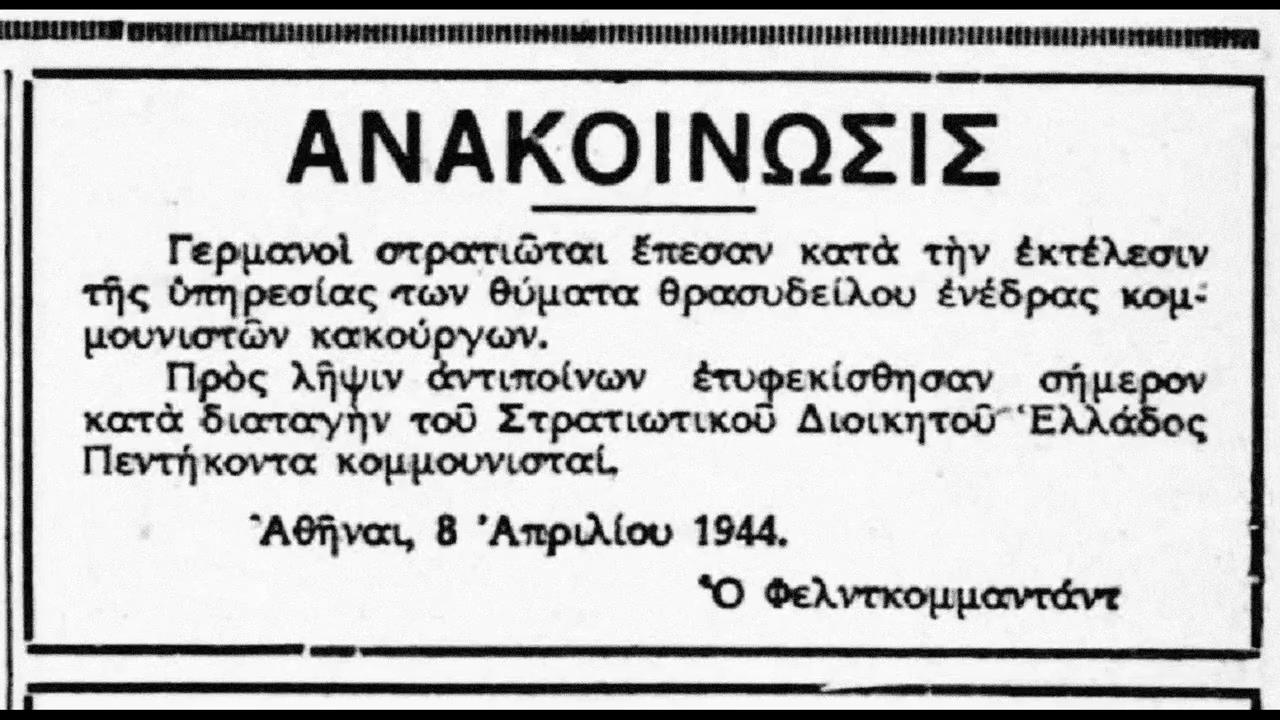 ΑΝΑΚΟΙΝΩΣΙΣ
Γερμανοὶ στρατιῶται ἔπεσαν κατὰ τὴν ἐκτέλεσιν
τῆς ὑπηρεσίας των θύματα θρασυδείλου ἐνέδρας κομ-
μουνιστῶν κακούργων.
Πρὸς λῆψιν ἀντιποίνων ἐτυφεκίσθησαν σήμερον
κατὰ διαταγὴν τοῦ Στρατιωτικοῦ Διοικητοῦ Ἑλλάδος
Πεντήκοντα κομμουνισταί.
Ἀθῆναι, 8 Ἀπριλίου 1944.
Ὁ Φελντκομμαντάντ